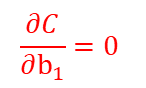 ∂C/∂b₁ = 0